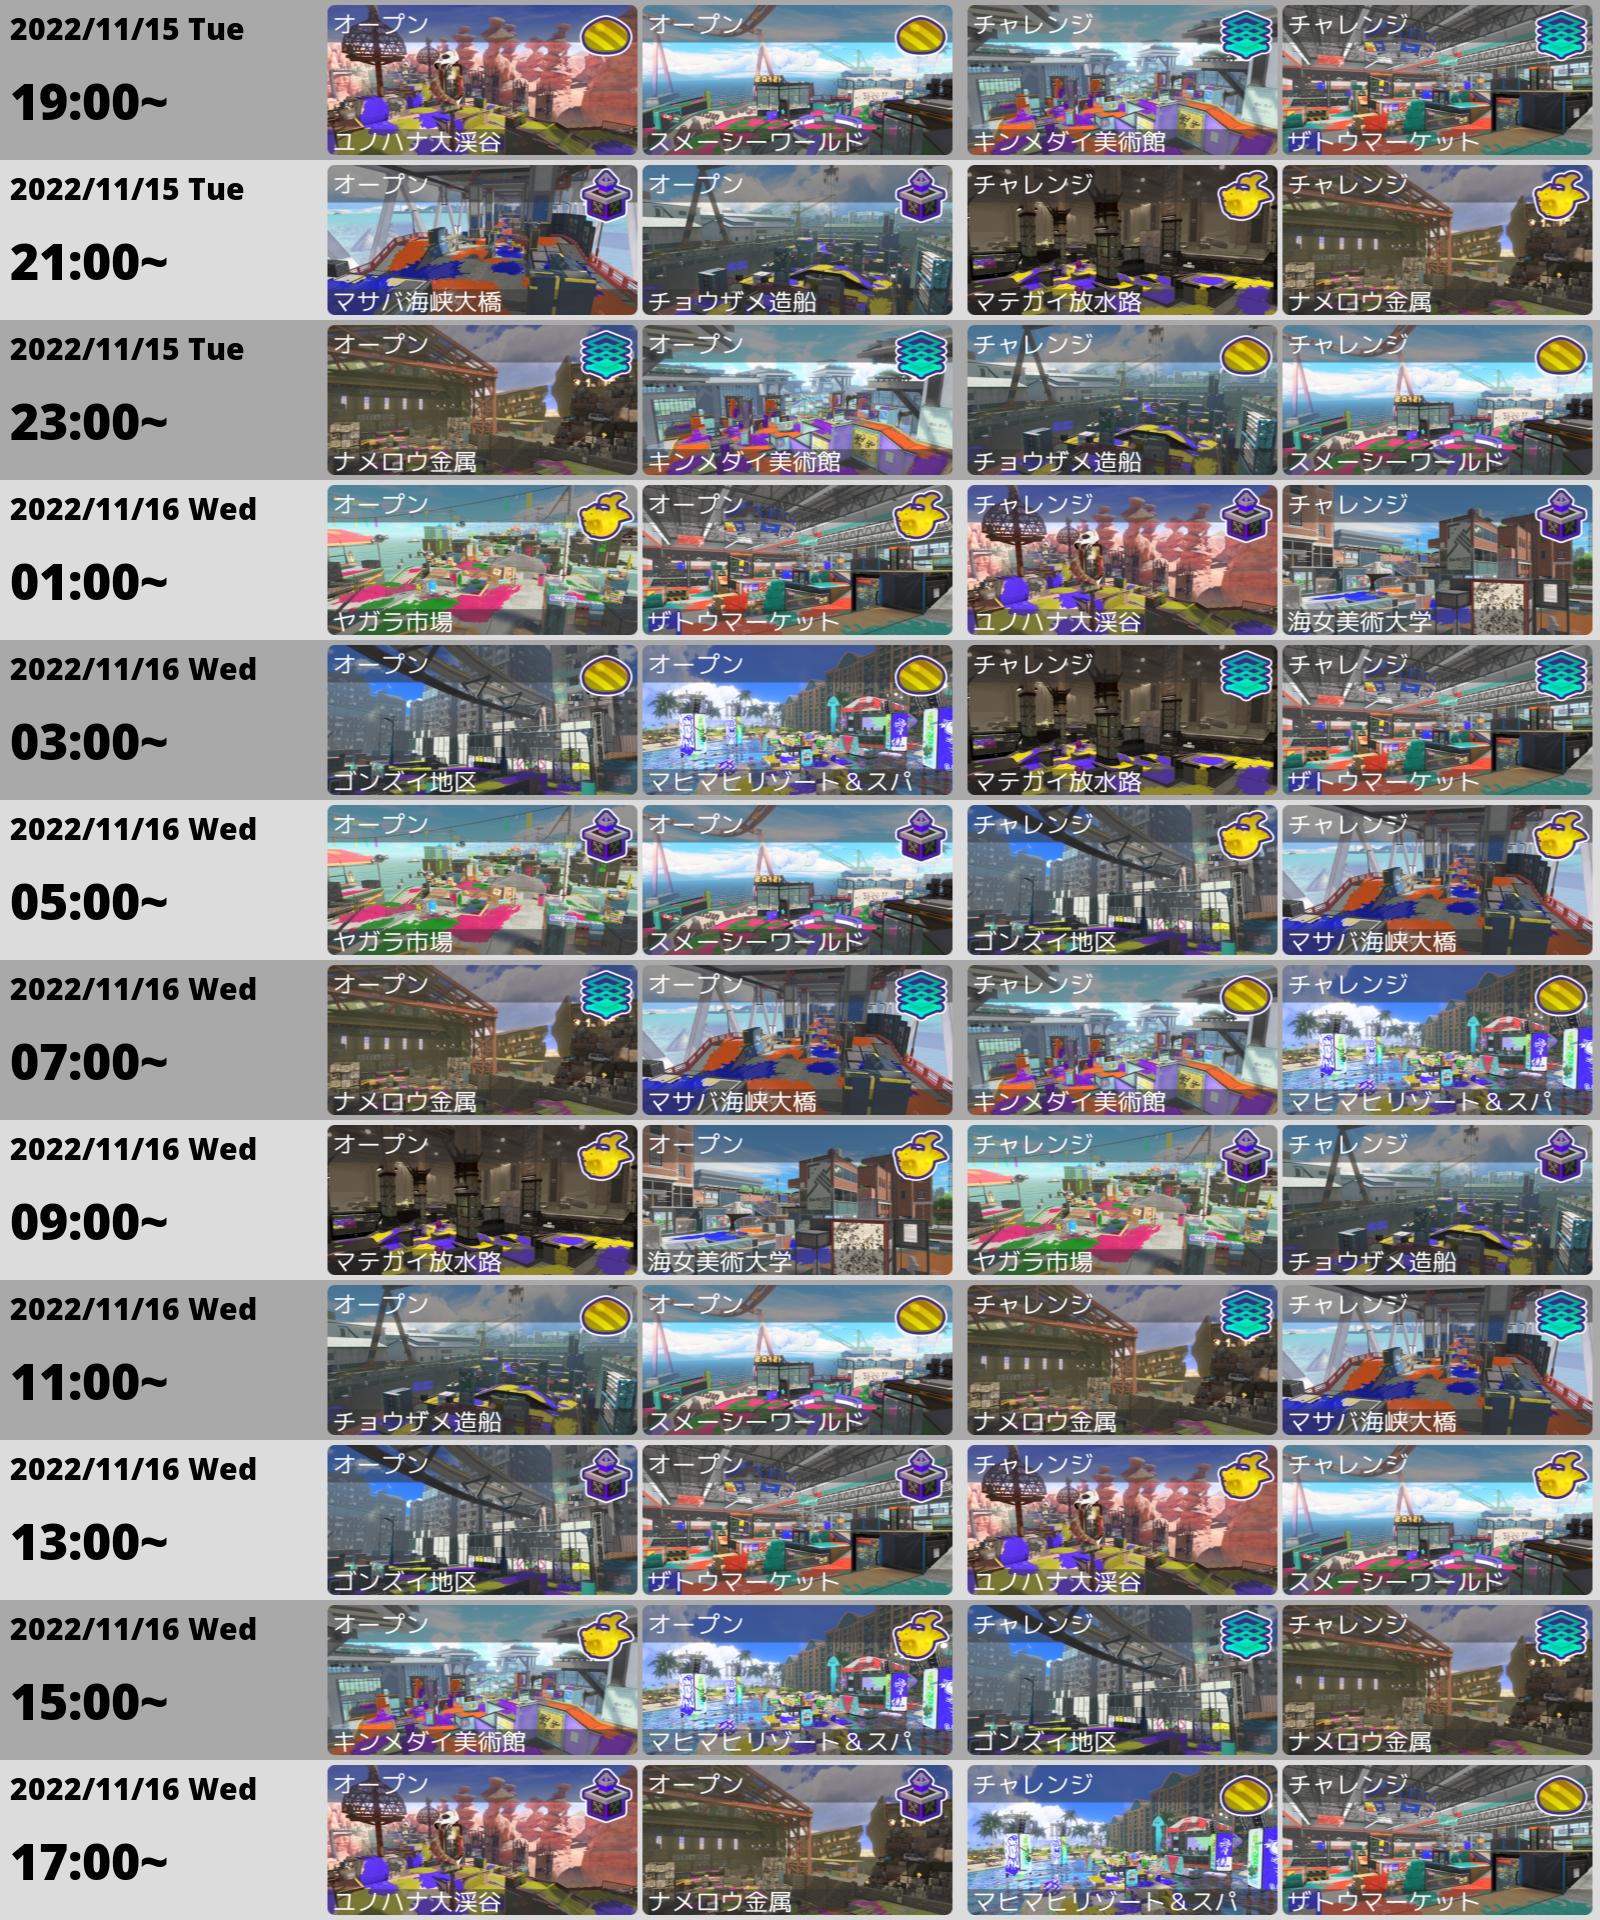 2022/11/15 Tue
19:00~
オープン
ユノハナ大渓谷
オープン
スメーシーワールド
チャレンジ
キンメダイ美術館
チャレンジ
ザトウマーケット
2022/11/15 Tue
21:00~
オープン
マサバ海峡大橋
オープン
チョウザメ造船
チャレンジ
マテガイ放水路
チャレンジ
ナメロウ金属
2022/11/15 Tue
23:00~
オープン
ナメロウ金属
オープン
キンメダイ美術館
チャレンジ
チョウザメ造船
チャレンジ
スメーシーワールド
2022/11/16 Wed
01:00~
オープン
ヤガラ市場
オープン
ザトウマーケット
チャレンジ
ユノハナ大渓谷
チャレンジ
海女美術大学
2022/11/16 Wed
03:00~
オープン
ゴンズイ地区
オープン
マヒマヒリゾート＆スパ
チャレンジ
マテガイ放水路
チャレンジ
ザトウマーケット
2022/11/16 Wed
05:00~
オープン
ヤガラ市場
オープン
スメーシーワールド
チャレンジ
ゴンズイ地区
チャレンジ
マサバ海峡大橋
2022/11/16 Wed
07:00~
オープン
ナメロウ金属
オープン
マサバ海峡大橋
チャレンジ
キンメダイ美術館
チャレンジ
マヒマヒリゾート＆スパ
2022/11/16 Wed
09:00~
オープン
マテガイ放水路
オープン
海女美術大学
チャレンジ
ヤガラ市場
チャレンジ
チョウザメ造船
2022/11/16 Wed
11:00~
オープン
チョウザメ造船
オープン
スメーシーワールド
チャレンジ
ナメロウ金属
チャレンジ
マサバ海峡大橋
2022/11/16 Wed
13:00~
オープン
ゴンズイ地区
オープン
ザトウマーケット
チャレンジ
ユノハナ大渓谷
チャレンジ
スメーシーワールド
2022/11/16 Wed
15:00~
オープン
キンメダイ美術館
オープン
マヒマヒリゾート＆スパ
チャレンジ
ゴンズイ地区
チャレンジ
ナメロウ金属
2022/11/16 Wed
17:00~
オープン
ユノハナ大渓谷
オープン
ナメロウ金属
チャレンジ
マヒマヒリゾート＆スパ
チャレンジ
ザトウマーケット